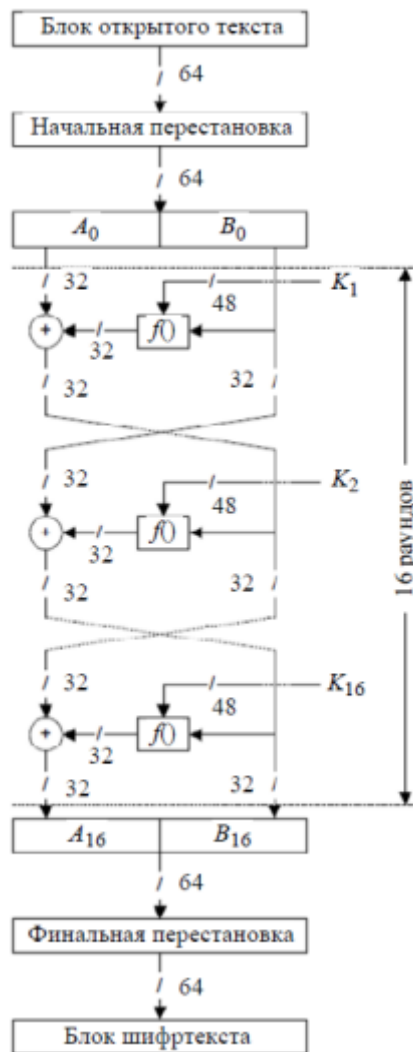 Блок открытого текста
64
Начальная перестановка
64
A0 B0
32
K1
48
+ f()
32
32 32
32
K2
48
+ f()
32
32 32
16 раундов
32
K16
48
+ f()
32
32 32
A16 B16
64
Финальная перестановка
64
Блок шифртекста